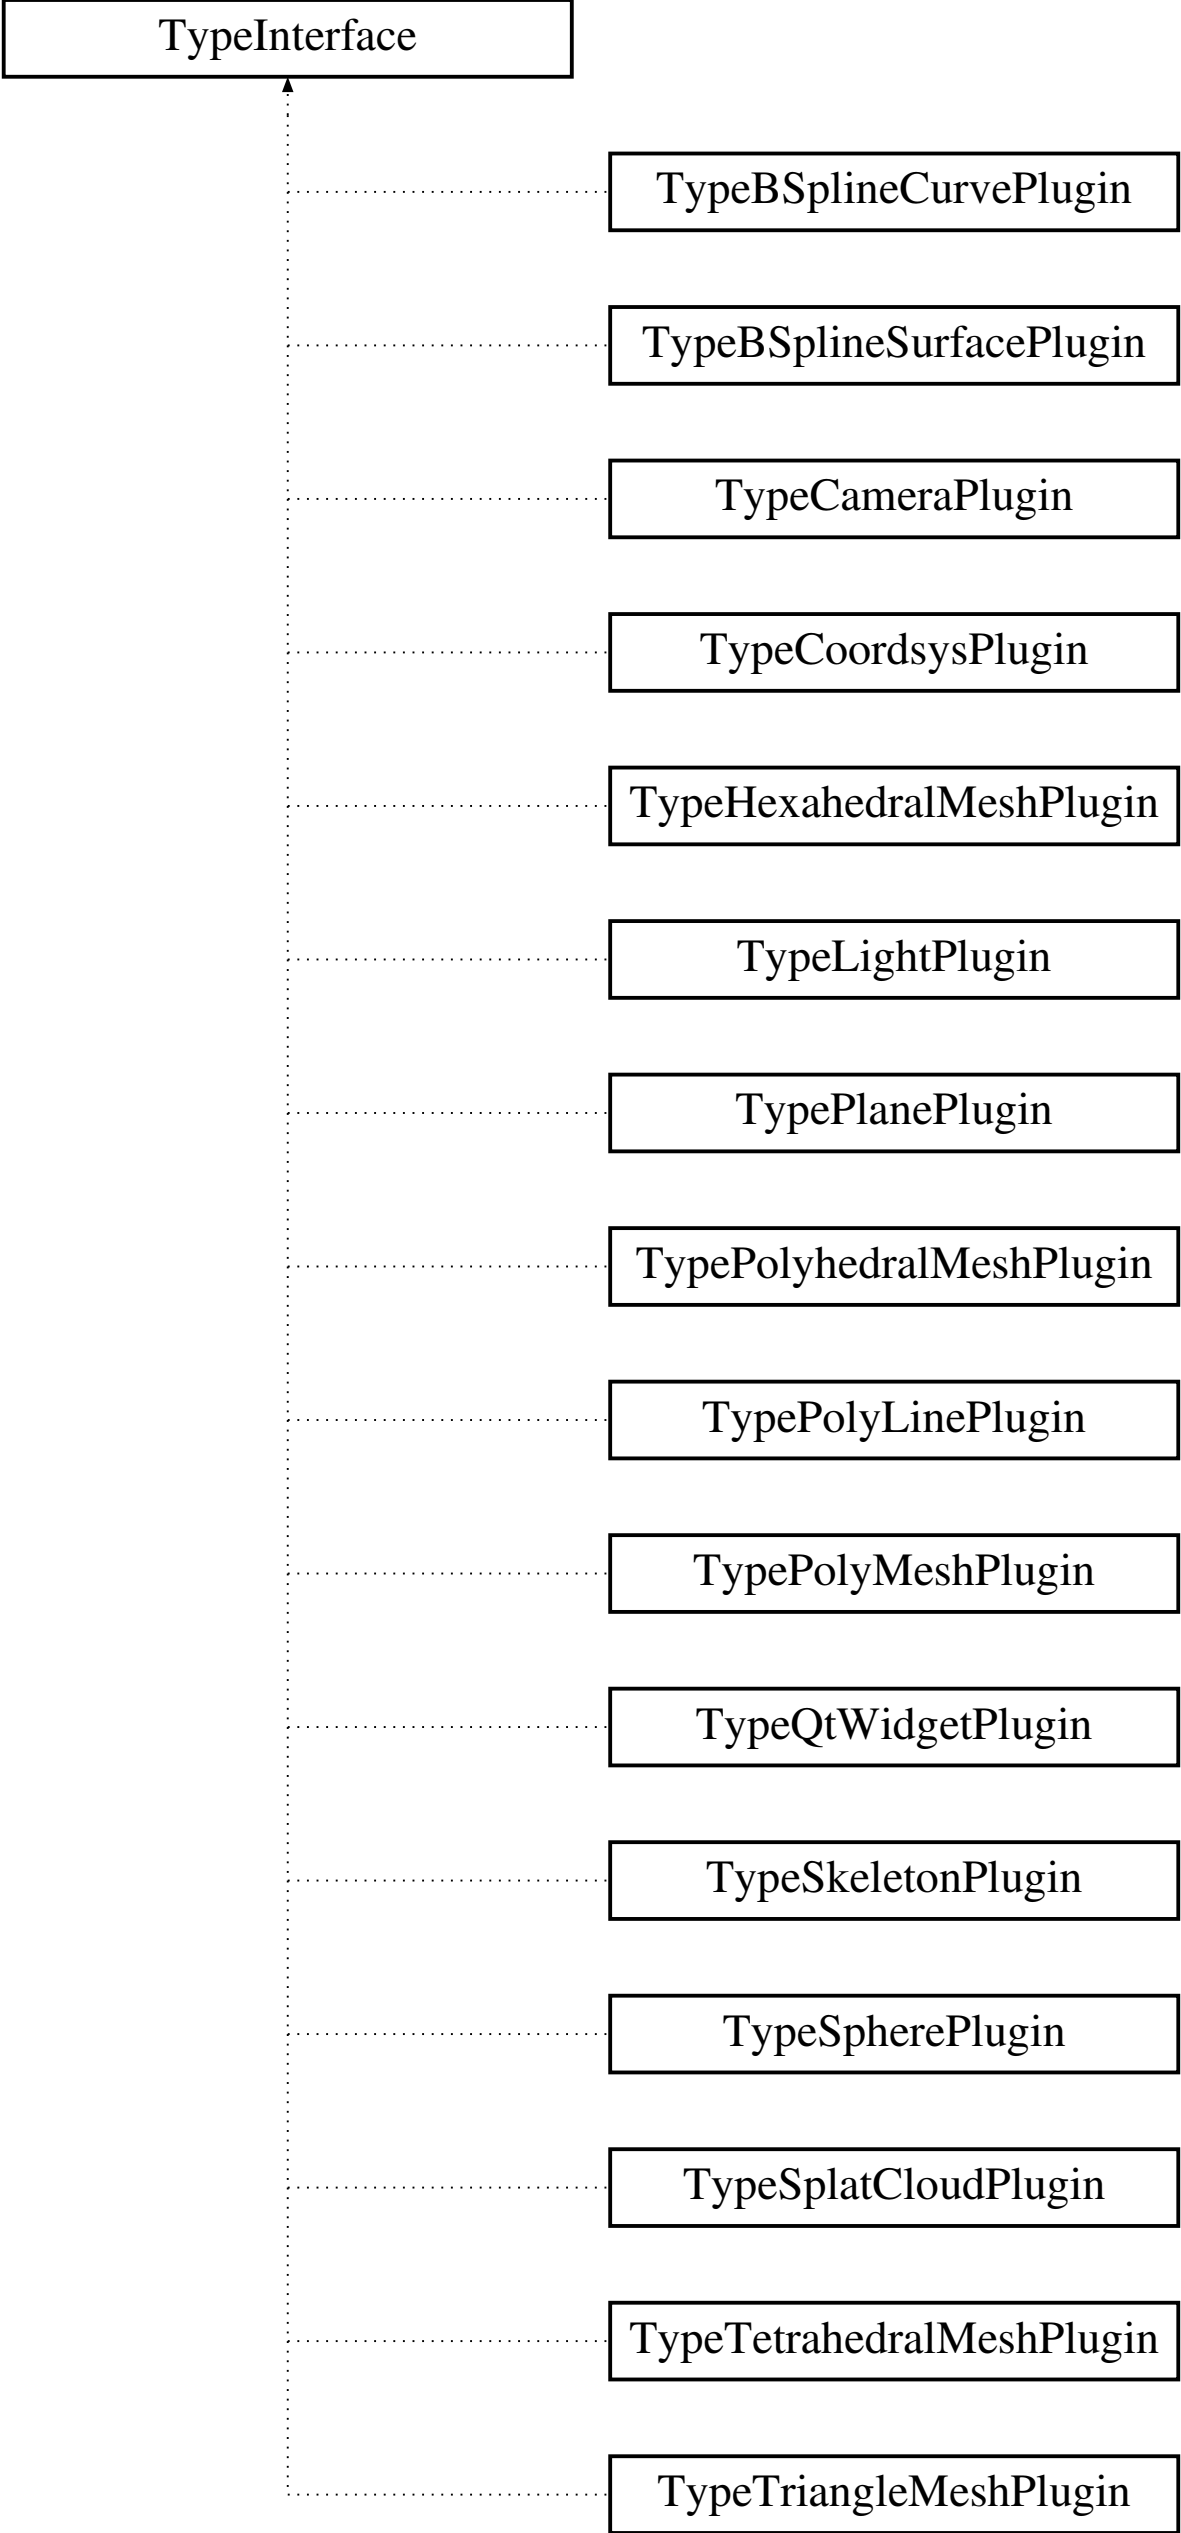 TypeInterface
TypeBSplineCurvePlugin
TypeBSplineSurfacePlugin
TypeCameraPlugin
TypeCoordsysPlugin
TypeHexahedralMeshPlugin
TypeLightPlugin
TypePlanePlugin
TypePolyhedralMeshPlugin
TypePolyLinePlugin
TypePolyMeshPlugin
TypeQtWidgetPlugin
TypeSkeletonPlugin
TypeSpherePlugin
TypeSplatCloudPlugin
TypeTetrahedralMeshPlugin
TypeTriangleMeshPlugin